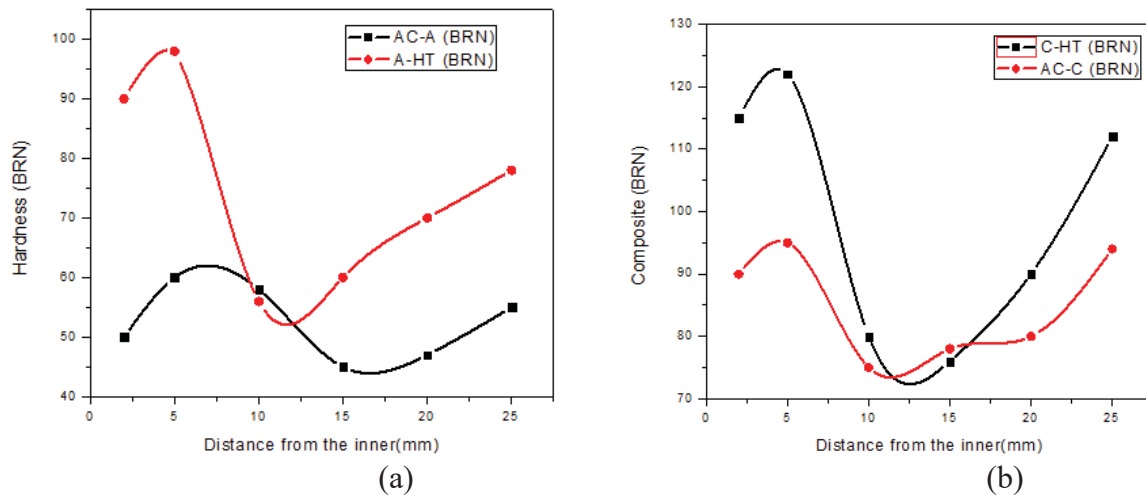 AC-A (BRN)
A-HT (BRN)
100
90
80
70
60
50
40
Hardness (BRN)
0 5 10 15 20 25
Distance from the inner(mm)
(a)
C-HT (BRN)
AC-C (BRN)
130
120
110
100
90
80
70
Composite (BRN)
0 5 10 15 20 25
Distance from the inner(mm)
(b)